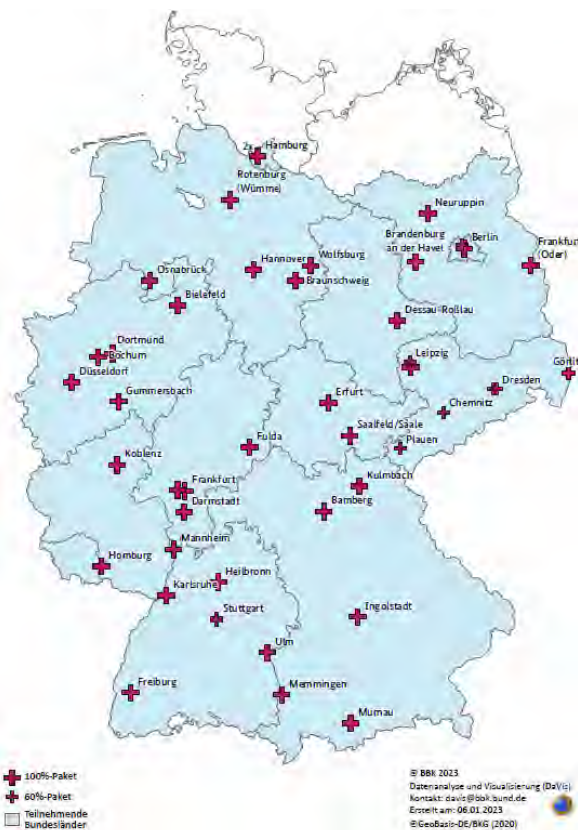 2x Hamburg
Rotenburg
(Wümme)
Neuruppin
Berlin
Brandenburg
an der Havel
Frankfurt
(Oder)
Hannover
Wolfsburg
Braunschweig
Osnabrück
Bielefeld
Dessau-Roßlau
Dortmund
Bochum
Leipzig
Görlit
Düsseldorf
Dresden
Gummersbach
Erfurt
Chemnitz
Saalfeld/Saale
Plauen
Fulda
Koblenz
Kulmbach
Frankfurt
Darmstadt
Bamberg
Mannheim
Homburg
Heilbronn
Karlsruhe
Stuttgart
Ingolstadt
Ulm
Freiburg
Memmingen
Murnau
100%-Paket
60%-Paket
Teilnehmende
Bundesländer
© BBK 2023
Datenanalyse und Visualisierung (DaVis)
Kontakt: davis@bbk.bund.de
Erstellt am: 06.01.2023
©GeoBasis-DE/BKG (2020)